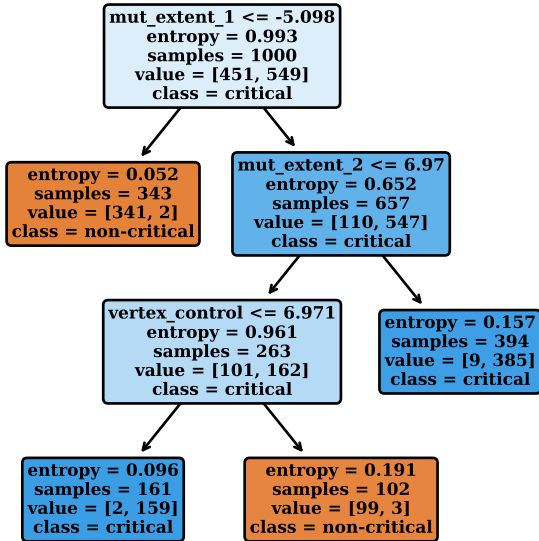 mut_extent_1 <= -5.098
entropy = 0.993
samples = 1000
value = [451, 549]
class = critical
entropy = 0.052
samples = 343
value = [341, 2]
class = non-critical
mut_extent_2 <= 6.97
entropy = 0.652
samples = 657
value = [110, 547]
class = critical
vertex_control <= 6.971
entropy = 0.961
samples = 263
value = [101, 162]
class = critical
entropy = 0.157
samples = 394
value = [9, 385]
class = critical
entropy = 0.096
samples = 161
value = [2, 159]
class = critical
entropy = 0.191
samples = 102
value = [99, 3]
class = non-critical